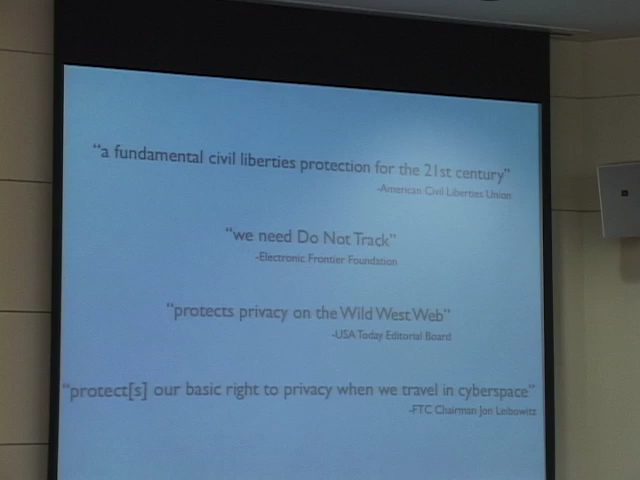 “a fundamental civil liberties protection for the 21st century”
-American Civil Liberties Union
“we need Do Not Track”
-Electronic Frontier Foundation
“protects privacy on the Wild West Web”
-USA Today Editorial Board
“protect[s] our basic right to privacy when we travel in cyberspace”
-FTC Chairman Jon Leibowitz